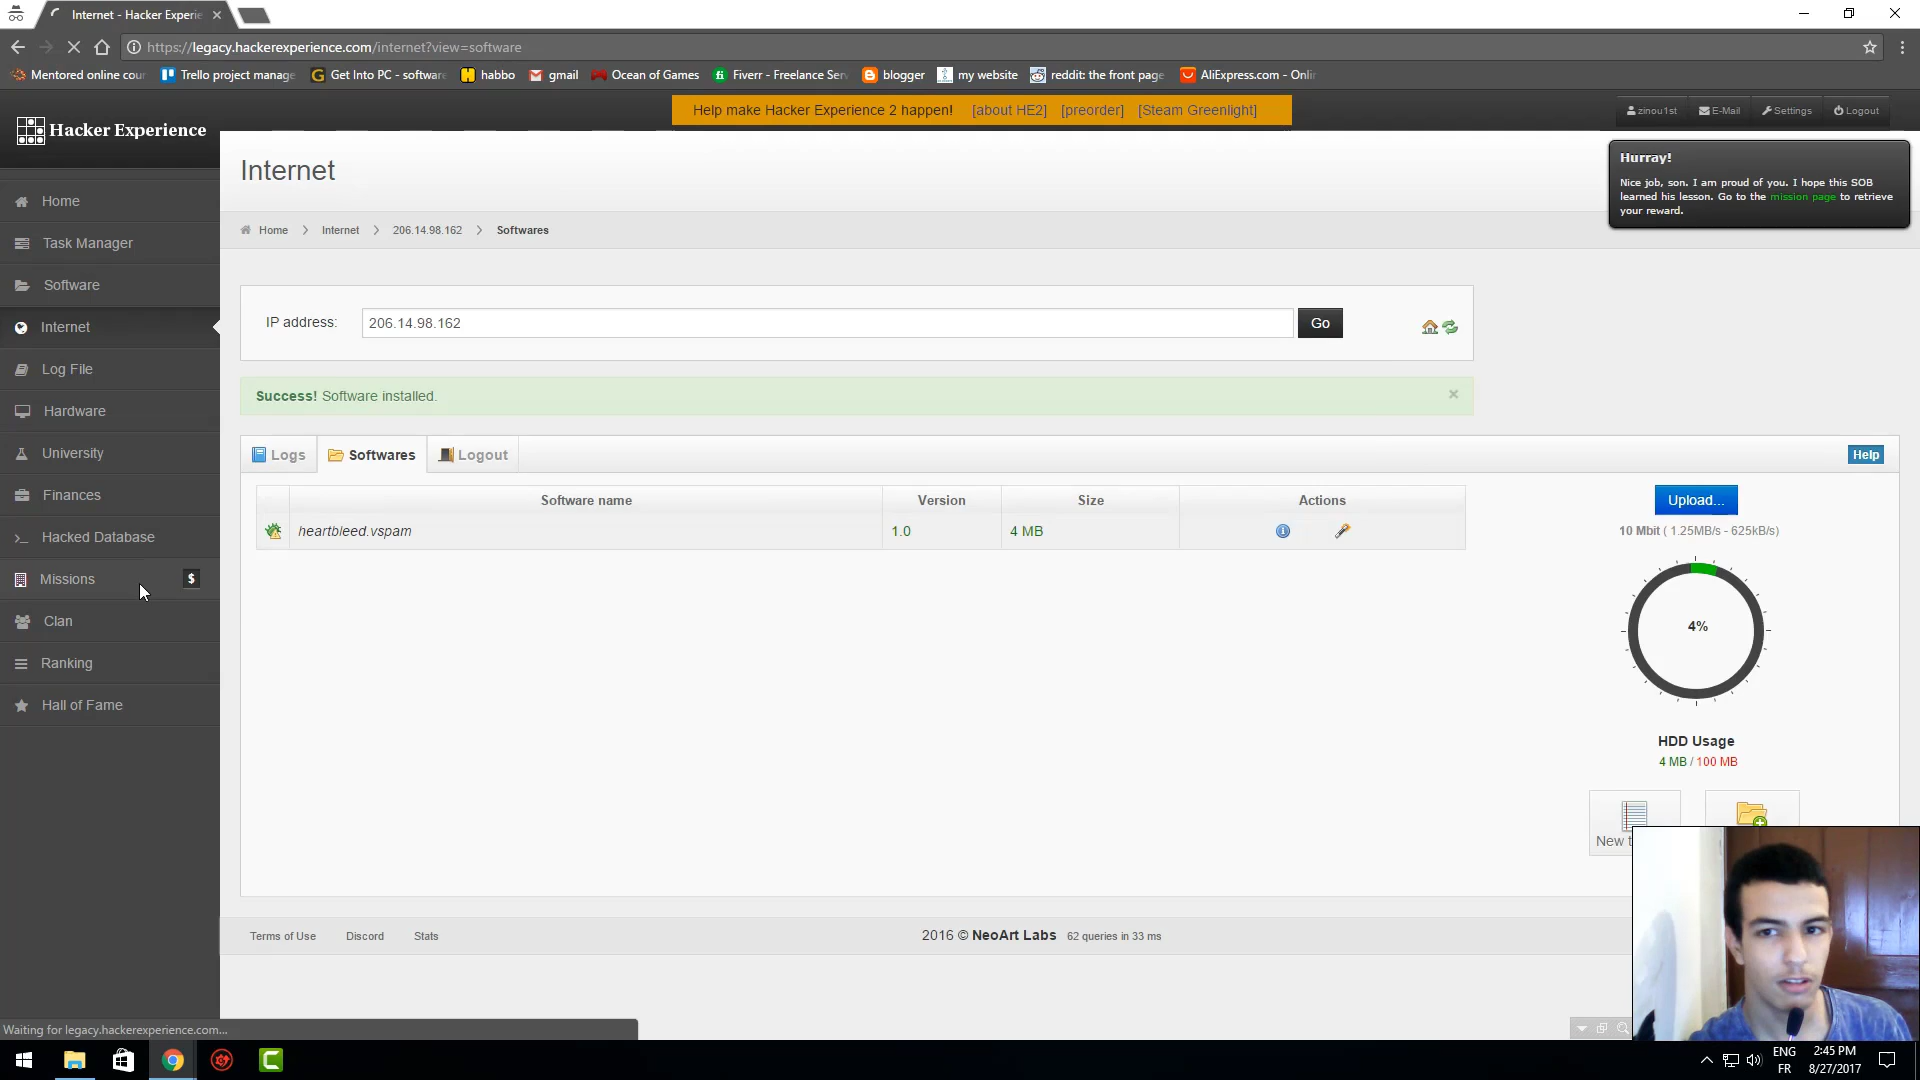 Internet - Hacker Experie
https://legacy.hackerexperience.com/internet?view=software
Mentored online cour
Trello project manage
Get Into PC - software
habbo
gmail
Ocean of Games
Fiverr - Freelance Serv
blogger
my website
reddit: the front page
AliExpress.com - Onlin
Help make Hacker Experience 2 happen! [about HE2] [preorder] [Steam Greenlight]
zinou1st
E-Mail
Settings
Logout
Hacker Experience
Hurray!
Nice job, son. I am proud of you. I hope this SOB
learned his lesson. Go to the mission page to retrieve
your reward.
Internet
Home > Internet > 206.14.98.162 > Softwares
Home
Task Manager
Software
Internet
Log File
Hardware
University
Finances
Hacked Database
Missions $
Clan
Ranking
Hall of Fame
IP address: 206.14.98.162 Go
Success! Software installed. ×
Logs
Softwares
Logout
Help
Software name Version Size Actions
heartbleed.vspam 1.0 4 MB
Upload...
10 Mbit ( 1.25MB/s - 625kB/s)
4%
HDD Usage
4 MB / 100 MB
New t
Terms of Use Discord Stats
2016 © NeoArt Labs 62 queries in 33 ms
Waiting for legacy.hackerexperience.com...
ENG
FR
2:45 PM
8/27/2017